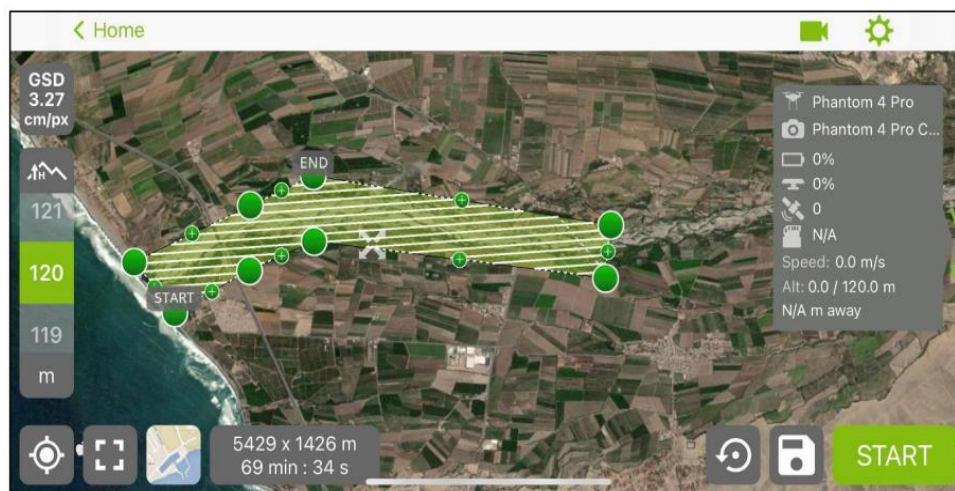 Home
GSD
3.27
cm/px
121
120
119
m
END
START
Phantom 4 Pro
Phantom 4 Pro C...
0%
0%
0
N/A
Speed: 0.0 m/s
Alt: 0.0 / 120.0 m
N/A m away
5429 x 1426 m
69 min : 34 s
START